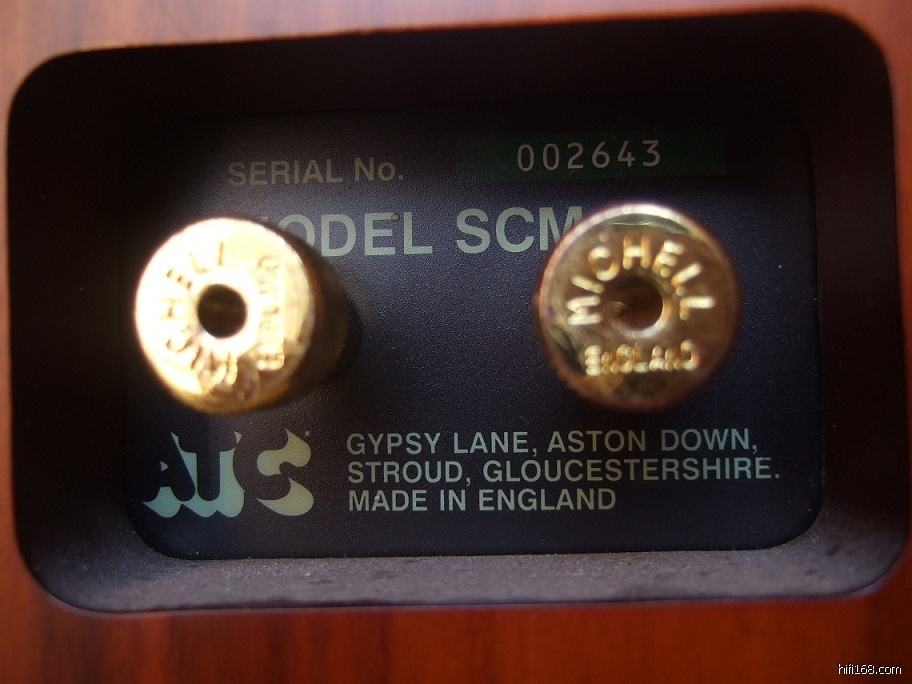 SERIAL No. 002643
MODEL SCM
MICHELL ENGLAND
MICHELL
ENGLAND
ATC
GYPSY LANE, ASTON DOWN,
STROUD, GLOUCESTERSHIRE.
MADE IN ENGLAND
hifi168.com